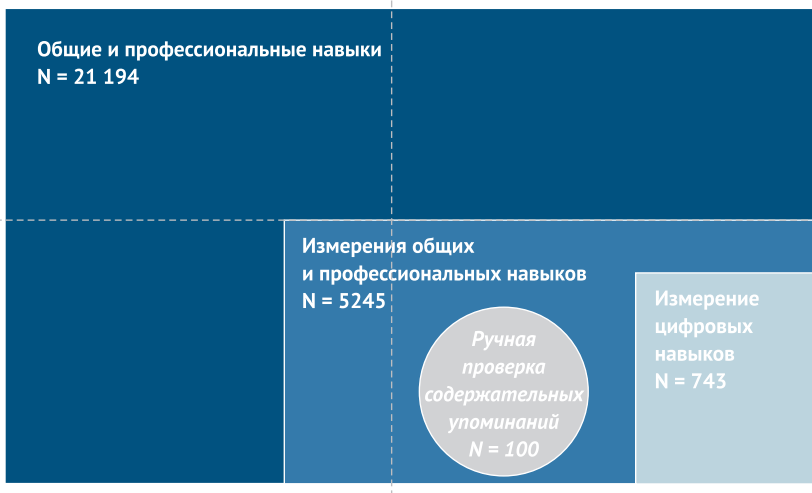 Общие и профессиональные навыки
N = 21 194
Измерения общих
и профессиональных навыков
N = 5245
Ручная
проверка
содержательных
упоминаний
N = 100
Измерение
цифровых
навыков
N = 743